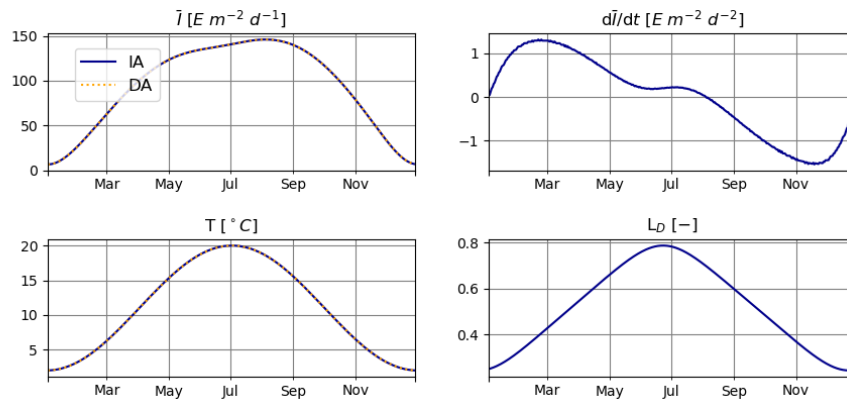 Ī [E m⁻² d⁻¹]
150
100
50
0
IA
DA
Mar May Jul Sep Nov
dĪ/dt [E m⁻² d⁻²]
1
0
−1
Mar May Jul Sep Nov
T [°C]
20
15
10
5
Mar May Jul Sep Nov
L_D [−]
0.8
0.6
0.4
Mar May Jul Sep Nov